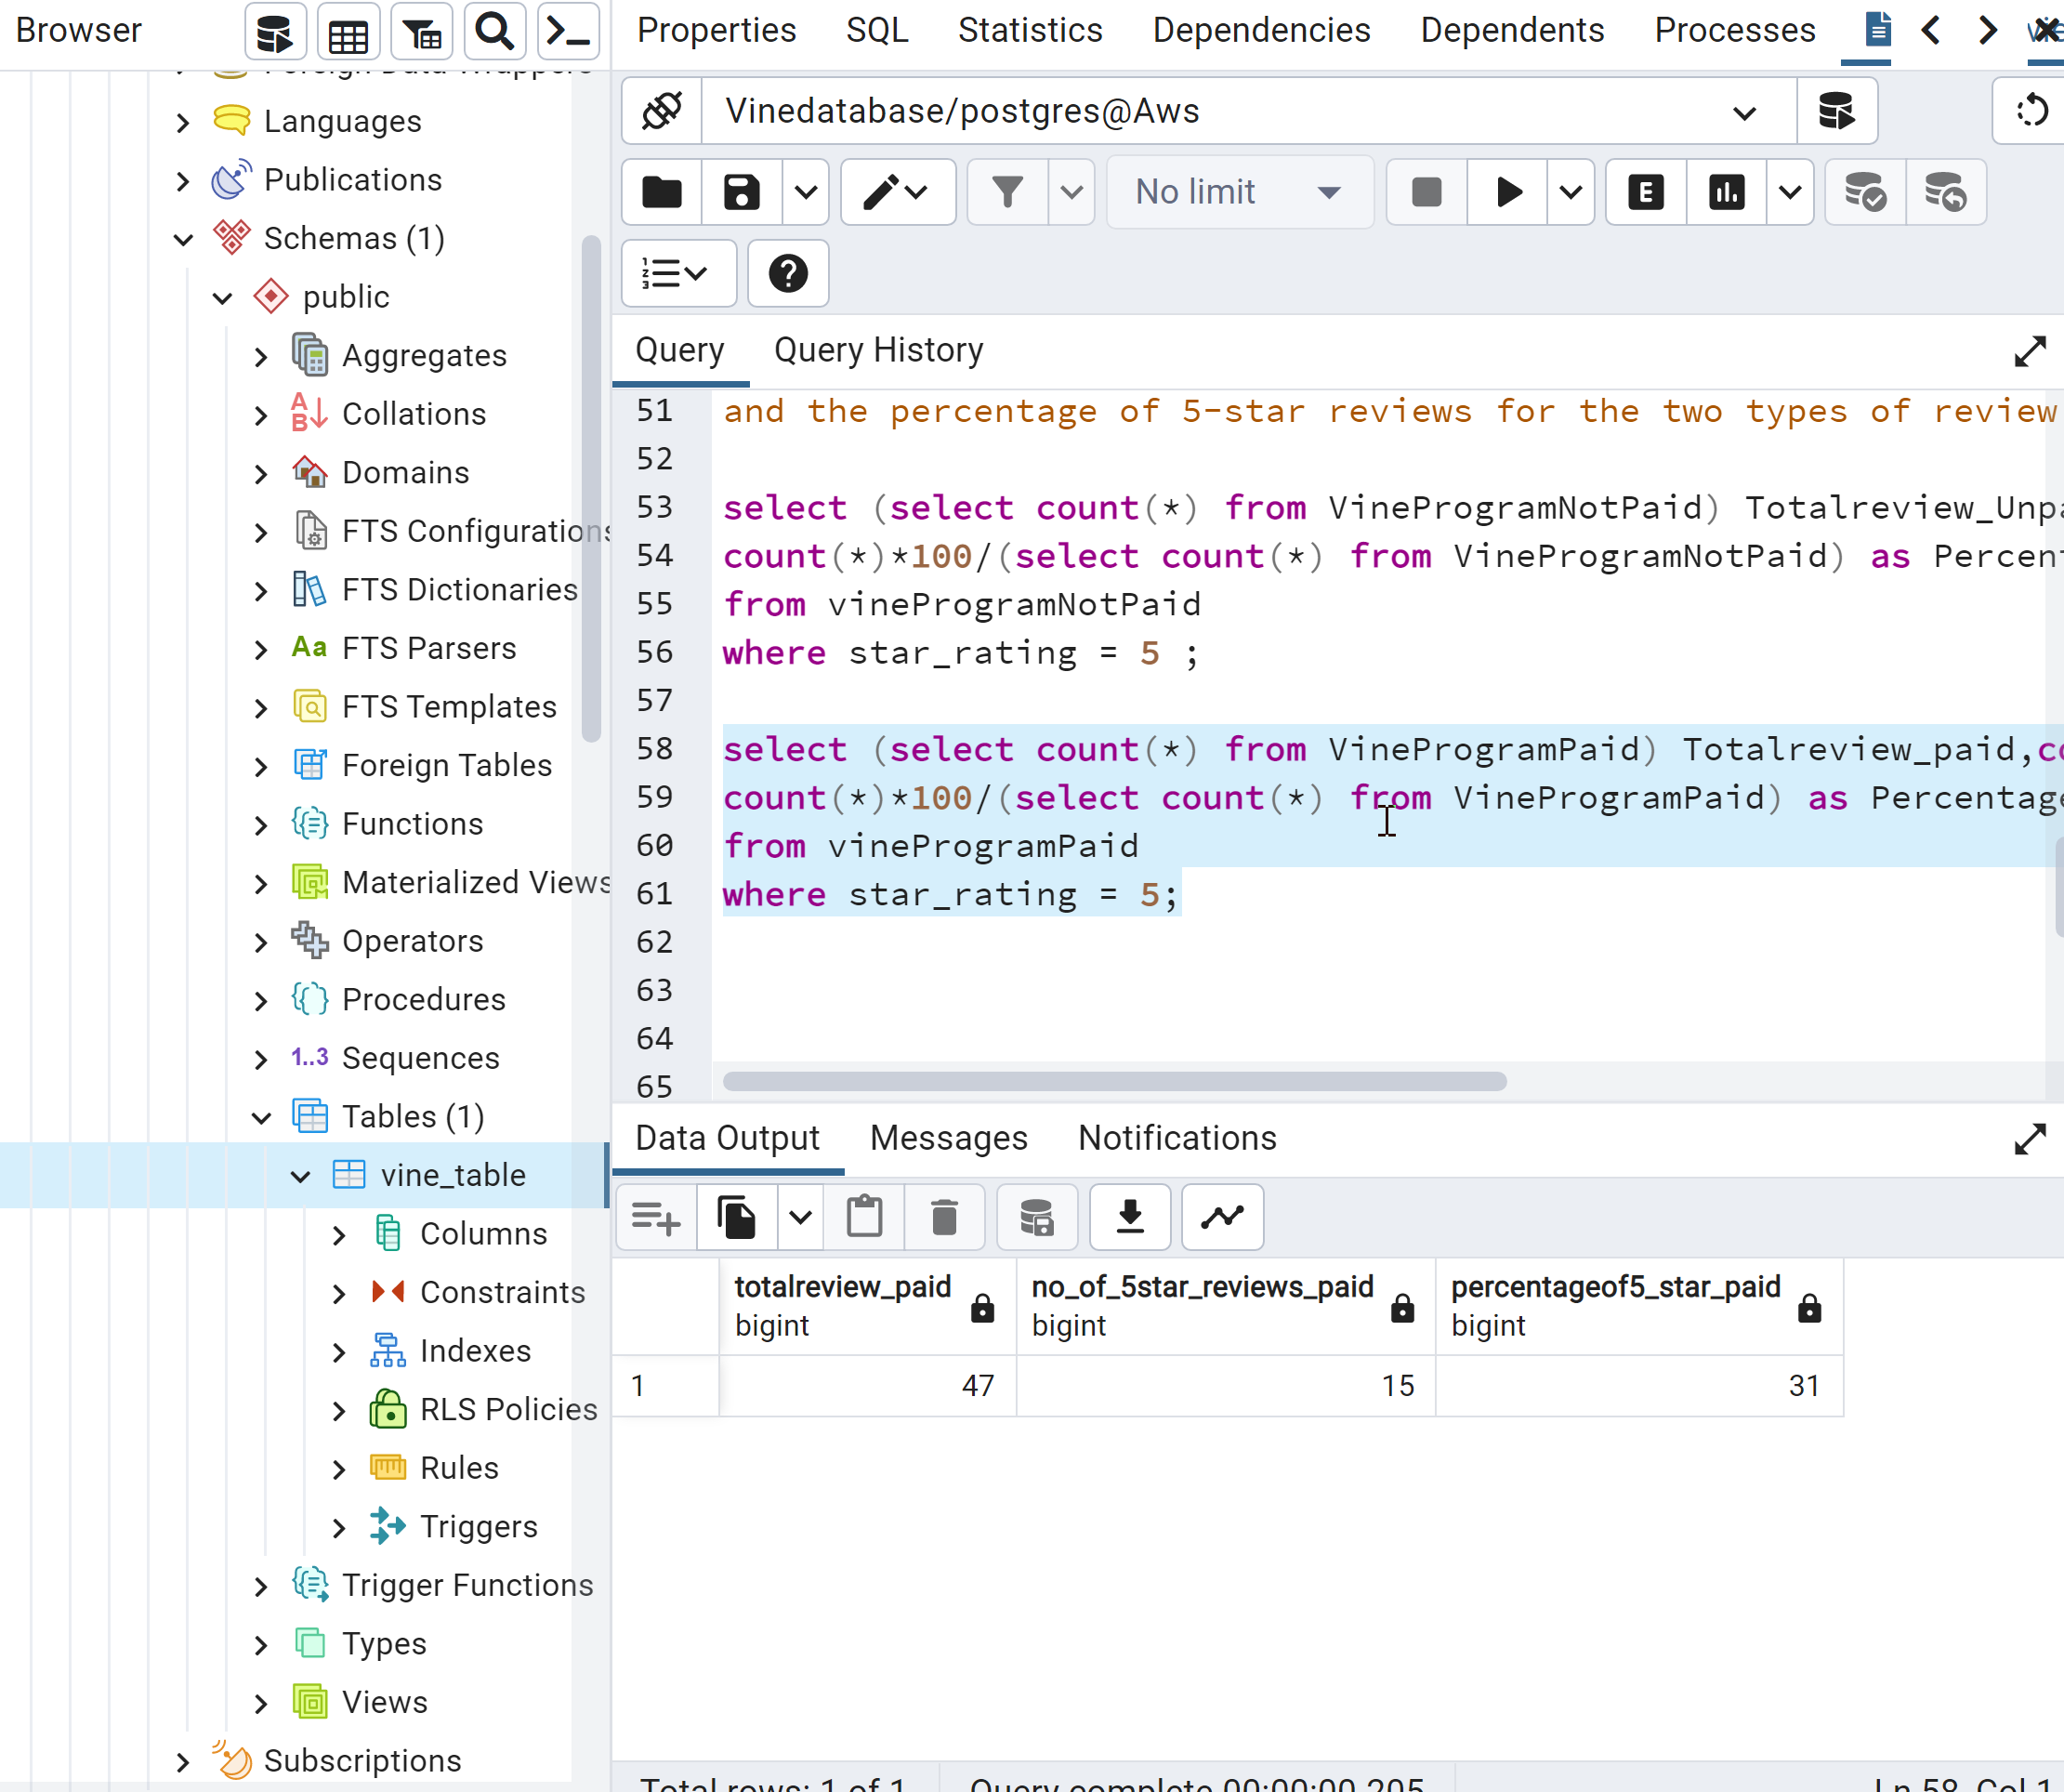 Browser
Properties SQL Statistics Dependencies Dependents Processes
Foreign Data Wrappers
Languages
Publications
Schemas (1)
public
Aggregates
Collations
Domains
FTS Configurations
FTS Dictionaries
Aa FTS Parsers
FTS Templates
Foreign Tables
Functions
Materialized Views
Operators
Procedures
1..3 Sequences
Tables (1)
vine_table
Columns
Constraints
Indexes
RLS Policies
Rules
Triggers
Trigger Functions
Types
Views
Subscriptions
Vinedatabase/postgres@Aws
No limit
E
Query Query History
51 and the percentage of 5-star reviews for the two types of review
52
53 select (select count(*) from VineProgramNotPaid) Totalreview_Unpa
54 count(*)*100/(select count(*) from VineProgramNotPaid) as Percen
55 from vineProgramNotPaid
56 where star_rating = 5 ;
57
58 select (select count(*) from VineProgramPaid) Totalreview_paid,co
59 count(*)*100/(select count(*) from VineProgramPaid) as Percentage
60 from vineProgramPaid
61 where star_rating = 5;
62
63
64
65
Data Output Messages Notifications
totalreview_paid no_of_5star_reviews_paid percentageof5_star_paid
bigint bigint bigint
1 47 15 31
Total rows: 1 of 1 Query complete 00:00:00.205 Ln 58, Col 1